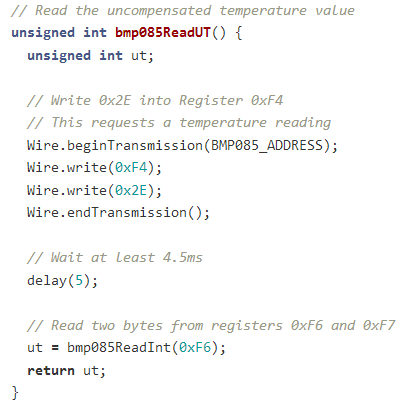 // Read the uncompensated temperature value
unsigned int bmp085ReadUT() {
  unsigned int ut;

  // Write 0x2E into Register 0xF4
  // This requests a temperature reading
  Wire.beginTransmission(BMP085_ADDRESS);
  Wire.write(0xF4);
  Wire.write(0x2E);
  Wire.endTransmission();

  // Wait at least 4.5ms
  delay(5);

  // Read two bytes from registers 0xF6 and 0xF7
  ut = bmp085ReadInt(0xF6);
  return ut;
}